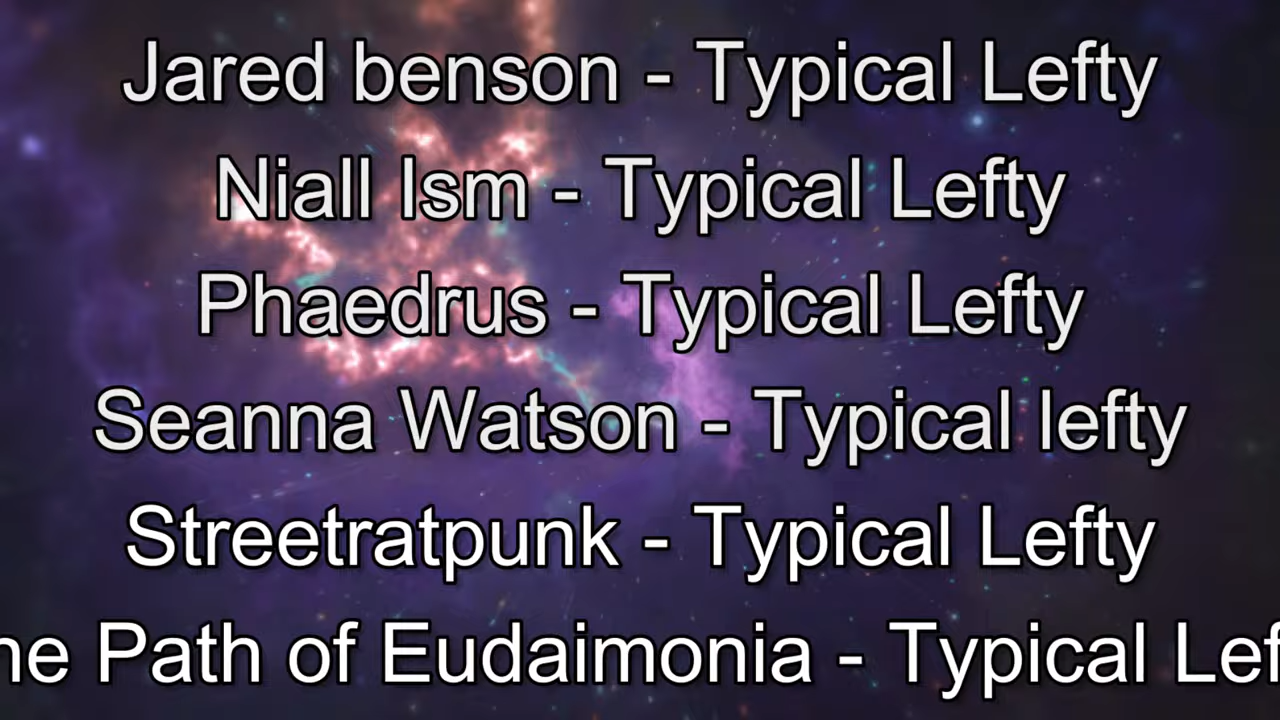 Jared benson - Typical Lefty
Niall Ism - Typical Lefty
Phaedrus - Typical Lefty
Seanna Watson - Typical lefty
Streetratpunk - Typical Lefty
Path of Eudaimonia - Typical